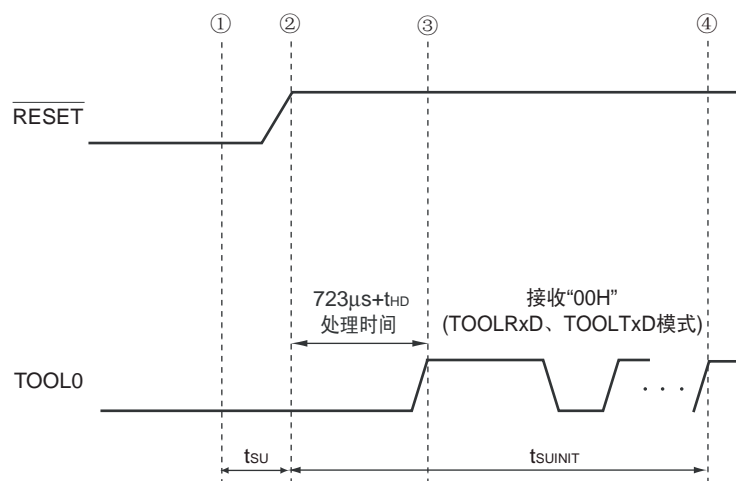 ① ② ③ ④
RESET
723μs+tHD
处理时间
接收“00H”
(TOOLRxD、TOOLTxD模式)
TOOL0
· · ·
tSU
tSUINIT